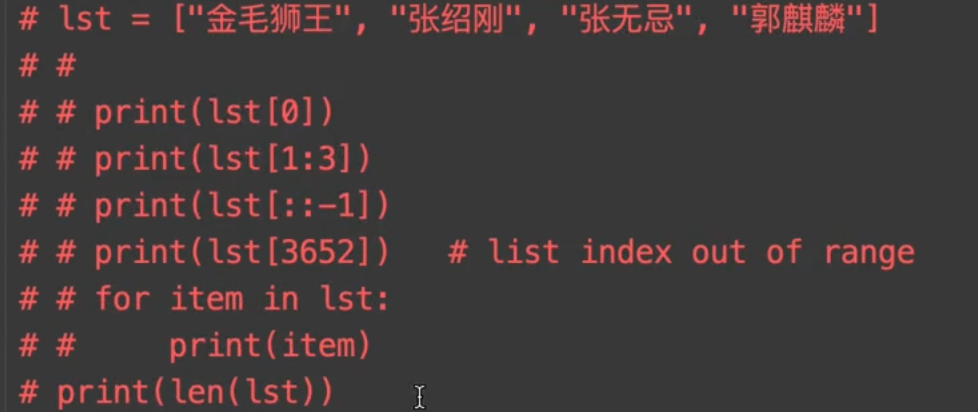 # lst = ["金毛狮王", "张绍刚", "张无忌", "郭麒麟"]
# #
# # print(lst[0])
# # print(lst[1:3])
# # print(lst[::-1])
# # print(lst[3652])   # list index out of range
# # for item in lst:
# #     print(item)
# print(len(lst))